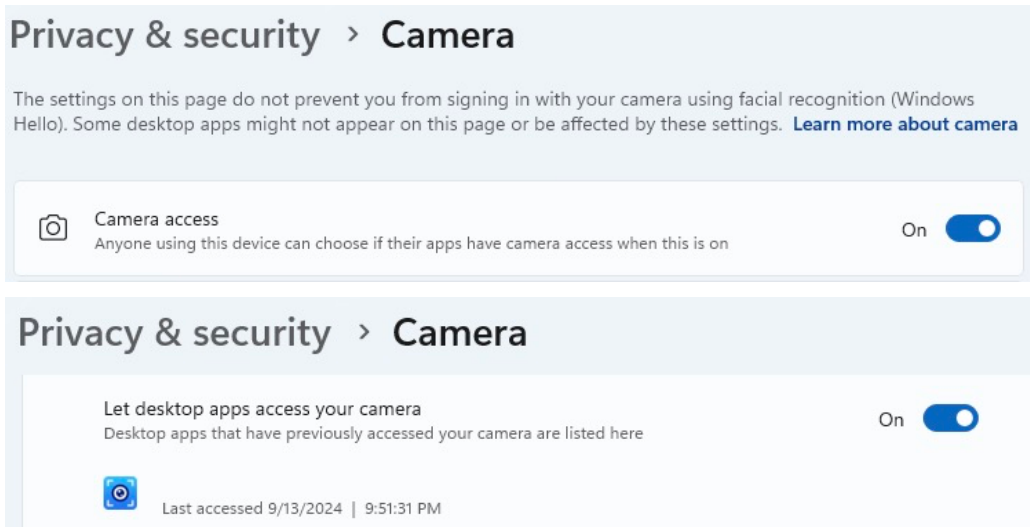 Privacy & security > Camera
The settings on this page do not prevent you from signing in with your camera using facial recognition (Windows
Hello). Some desktop apps might not appear on this page or be affected by these settings. Learn more about camera
Camera access
Anyone using this device can choose if their apps have camera access when this is on
On
Privacy & security > Camera
Let desktop apps access your camera
Desktop apps that have previously accessed your camera are listed here
On
Last accessed 9/13/2024 | 9:51:31 PM